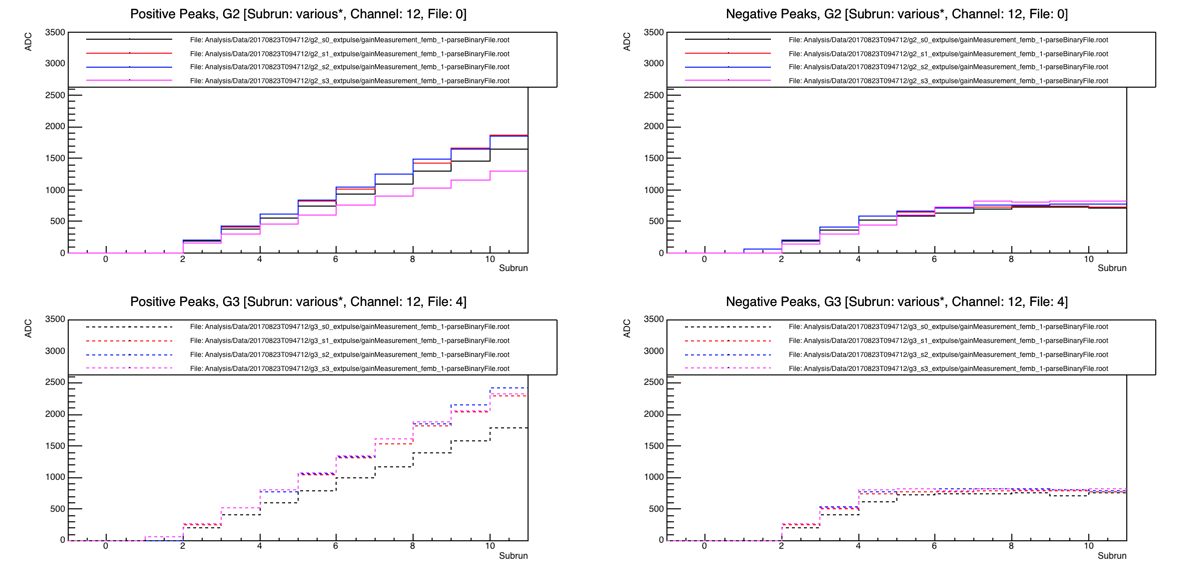 Positive Peaks, G2 [Subrun: various*, Channel: 12, File: 0]
ADC
3500
3000
2500
2000
1500
1000
500
0
File: Analysis/Data/20170823T094712/g2_s0_extpulse/gainMeasurement_femb_1-parseBinaryFile.root
File: Analysis/Data/20170823T094712/g2_s1_extpulse/gainMeasurement_femb_1-parseBinaryFile.root
File: Analysis/Data/20170823T094712/g2_s2_extpulse/gainMeasurement_femb_1-parseBinaryFile.root
File: Analysis/Data/20170823T094712/g2_s3_extpulse/gainMeasurement_femb_1-parseBinaryFile.root
0 2 4 6 8 10
Subrun
Negative Peaks, G2 [Subrun: various*, Channel: 12, File: 0]
ADC
3500
3000
2500
2000
1500
1000
500
0
File: Analysis/Data/20170823T094712/g2_s0_extpulse/gainMeasurement_femb_1-parseBinaryFile.root
File: Analysis/Data/20170823T094712/g2_s1_extpulse/gainMeasurement_femb_1-parseBinaryFile.root
File: Analysis/Data/20170823T094712/g2_s2_extpulse/gainMeasurement_femb_1-parseBinaryFile.root
File: Analysis/Data/20170823T094712/g2_s3_extpulse/gainMeasurement_femb_1-parseBinaryFile.root
0 2 4 6 8 10
Subrun
Positive Peaks, G3 [Subrun: various*, Channel: 12, File: 4]
ADC
3500
3000
2500
2000
1500
1000
500
0
File: Analysis/Data/20170823T094712/g3_s0_extpulse/gainMeasurement_femb_1-parseBinaryFile.root
File: Analysis/Data/20170823T094712/g3_s1_extpulse/gainMeasurement_femb_1-parseBinaryFile.root
File: Analysis/Data/20170823T094712/g3_s2_extpulse/gainMeasurement_femb_1-parseBinaryFile.root
File: Analysis/Data/20170823T094712/g3_s3_extpulse/gainMeasurement_femb_1-parseBinaryFile.root
0 2 4 6 8 10
Subrun
Negative Peaks, G3 [Subrun: various*, Channel: 12, File: 4]
ADC
3500
3000
2500
2000
1500
1000
500
0
File: Analysis/Data/20170823T094712/g3_s0_extpulse/gainMeasurement_femb_1-parseBinaryFile.root
File: Analysis/Data/20170823T094712/g3_s1_extpulse/gainMeasurement_femb_1-parseBinaryFile.root
File: Analysis/Data/20170823T094712/g3_s2_extpulse/gainMeasurement_femb_1-parseBinaryFile.root
File: Analysis/Data/20170823T094712/g3_s3_extpulse/gainMeasurement_femb_1-parseBinaryFile.root
0 2 4 6 8 10
Subrun